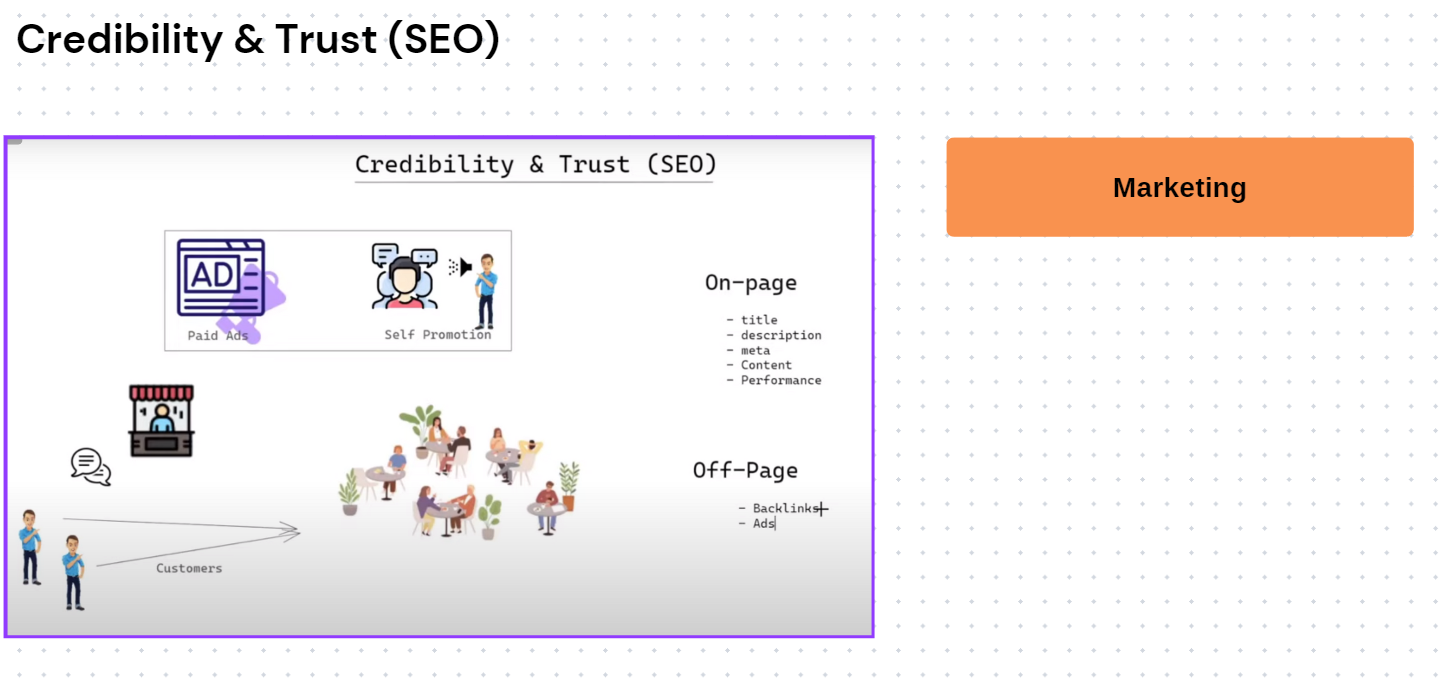 Credibility & Trust (SEO)
Credibility & Trust (SEO)
Marketing
AD
Paid Ads
Self Promotion
On-page
- title
- description
- meta
- Content
- Performance
Off-Page
- Backlinks
- Ads
Customers